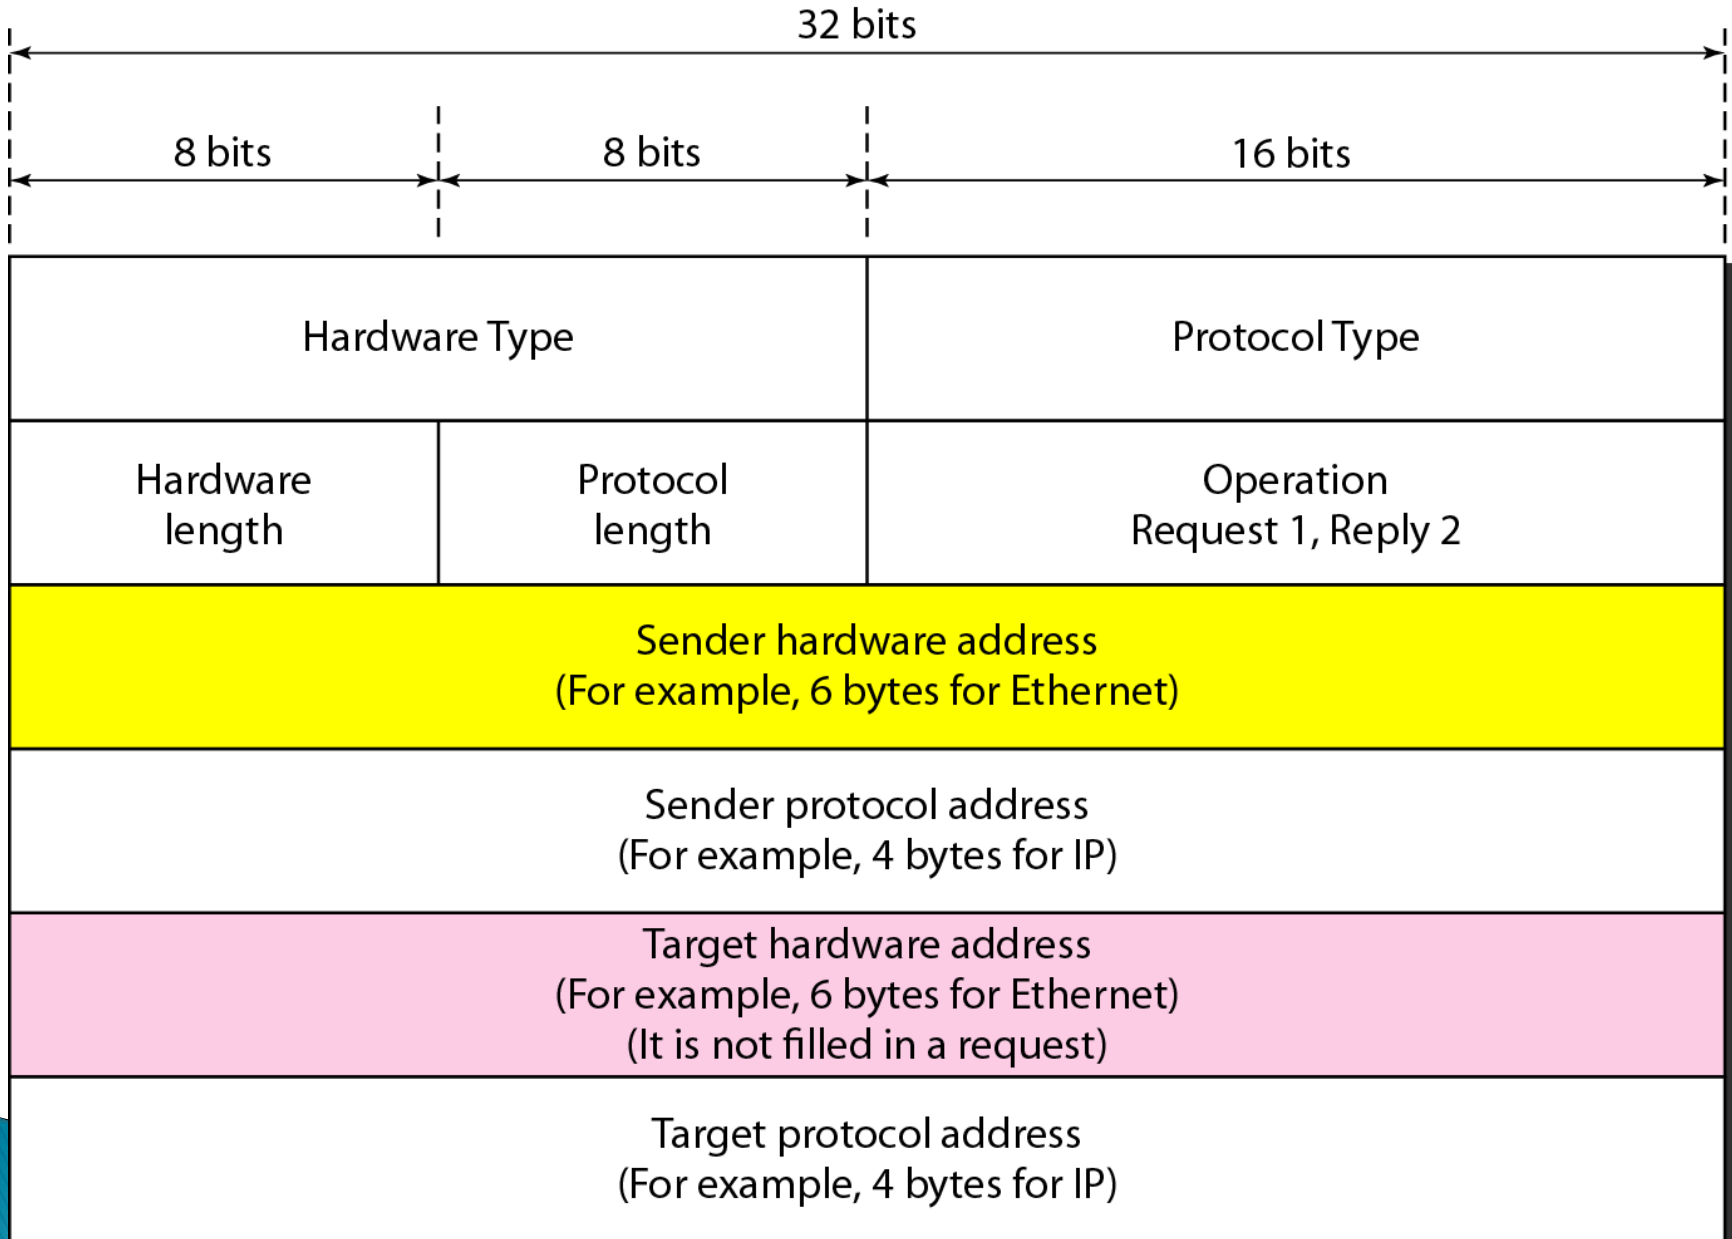 32 bits
8 bits
8 bits
16 bits
Hardware Type
Protocol Type
Hardware
length
Protocol
length
Operation
Request 1, Reply 2
Sender hardware address
(For example, 6 bytes for Ethernet)
Sender protocol address
(For example, 4 bytes for IP)
Target hardware address
(For example, 6 bytes for Ethernet)
(It is not filled in a request)
Target protocol address
(For example, 4 bytes for IP)